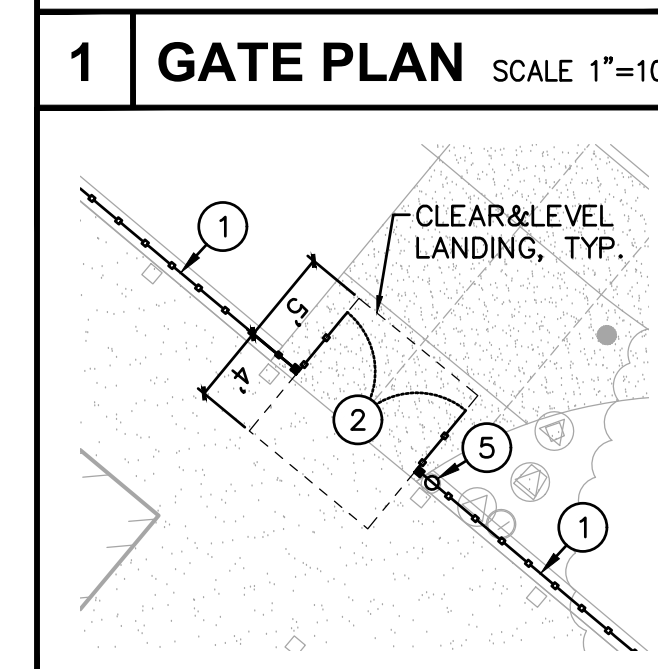 1 GATE PLAN SCALE 1"=10
CLEAR&LEVEL
LANDING, TYP.
1
5'
4'
2
5
1